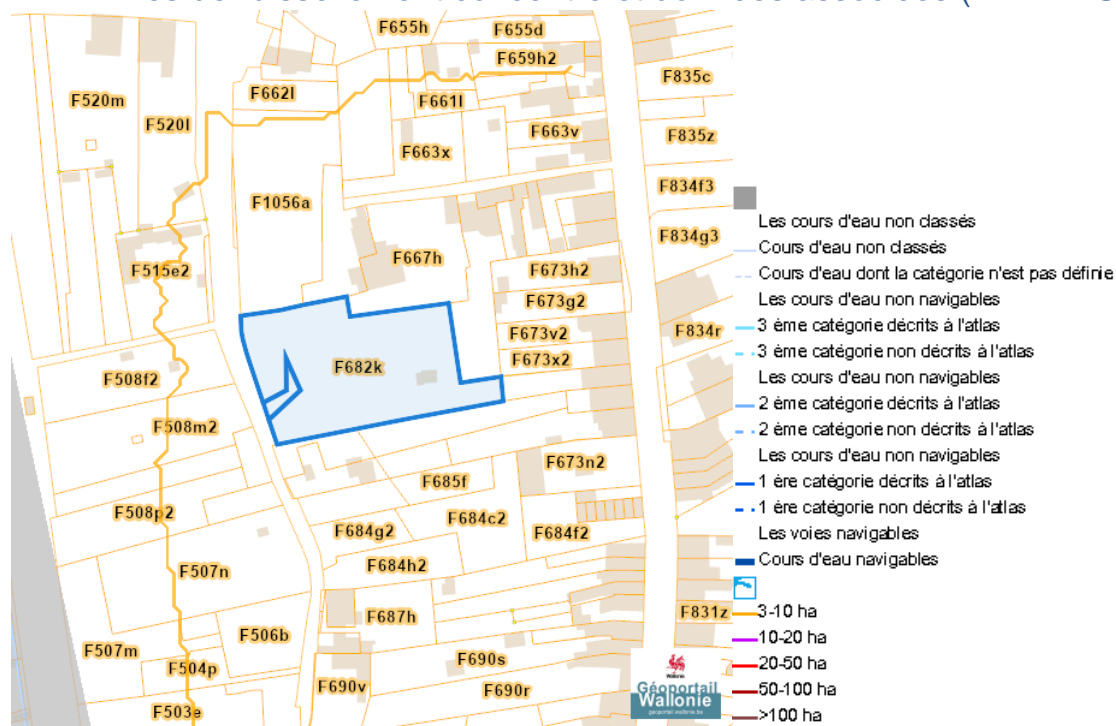 F655h
F655d
F659h2
F835c
F662l
F520m
F661l
F520l
F663v
F835z
F663x
F834f3
F1056a
F834g3
F667h
F515e2
F673h2
F673g2
F834r
F673v2
F673x2
F682k
F508f2
F508m2
F673n2
F685f
F508p2
F684g2
F684c2
F684f2
F684h2
F507n
F687h
F831z
F506b
F507m
F690s
F504p
F690v
F690r
F503e
Wallonie
Géoportail
Wallonie
geoportail.wallonie.be
Les cours d'eau non classés
Cours d'eau non classés
Cours d'eau dont la catégorie n'est pas définie
Les cours d'eau non navigables
3 ème catégorie décrits à l'atlas
3 ème catégorie non décrits à l'atlas
Les cours d'eau non navigables
2 ème catégorie décrits à l'atlas
2 ème catégorie non décrits à l'atlas
Les cours d'eau non navigables
1 ère catégorie décrits à l'atlas
1 ère catégorie non décrits à l'atlas
Les voies navigables
Cours d'eau navigables
3-10 ha
10-20 ha
20-50 ha
50-100 ha
>100 ha